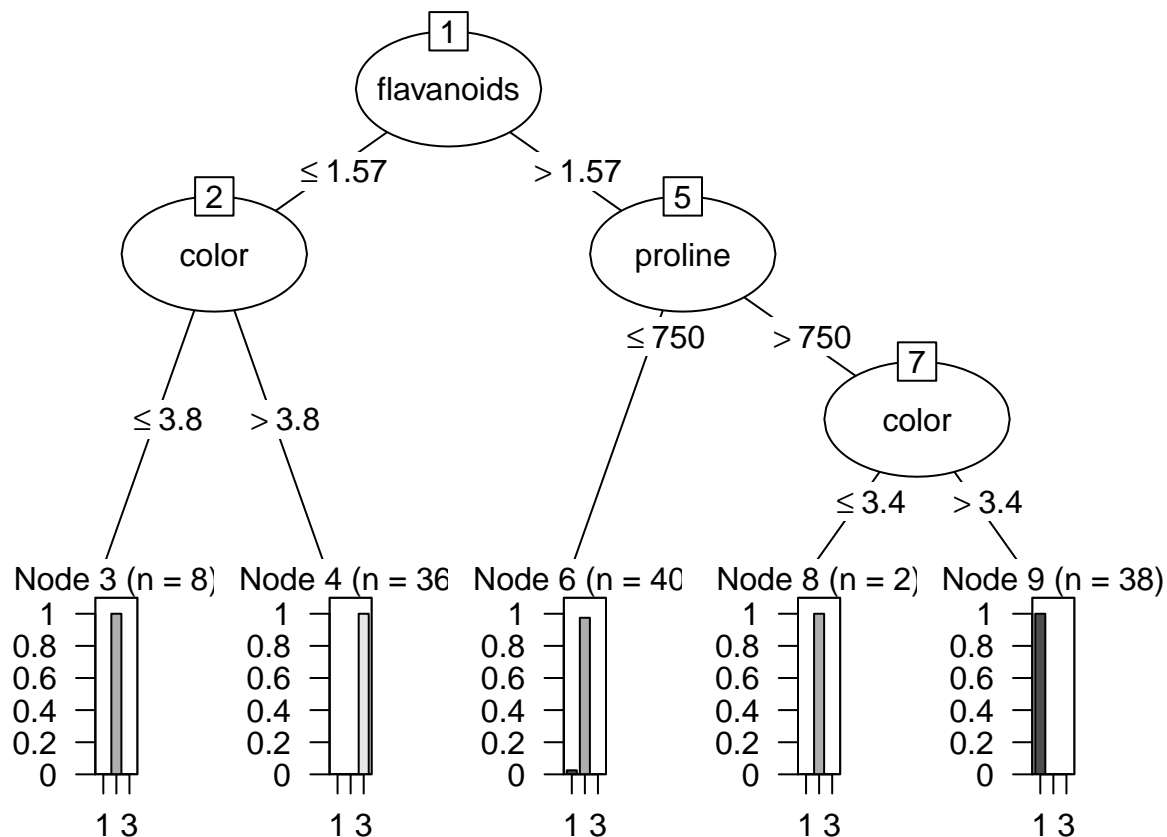 1
flavanoids
≤ 1.57
> 1.57
2
color
5
proline
≤ 750
> 750
7
color
≤ 3.8
> 3.8
≤ 3.4
> 3.4
Node 3 (n = 8)
Node 4 (n = 36
Node 6 (n = 40
Node 8 (n = 2)
Node 9 (n = 38)
1 1 1 1 1
0.8 0.8 0.8 0.8 0.8
0.6 0.6 0.6 0.6 0.6
0.4 0.4 0.4 0.4 0.4
0.2 0.2 0.2 0.2 0.2
0 0 0 0 0
1 3 1 3 1 3 1 3 1 3